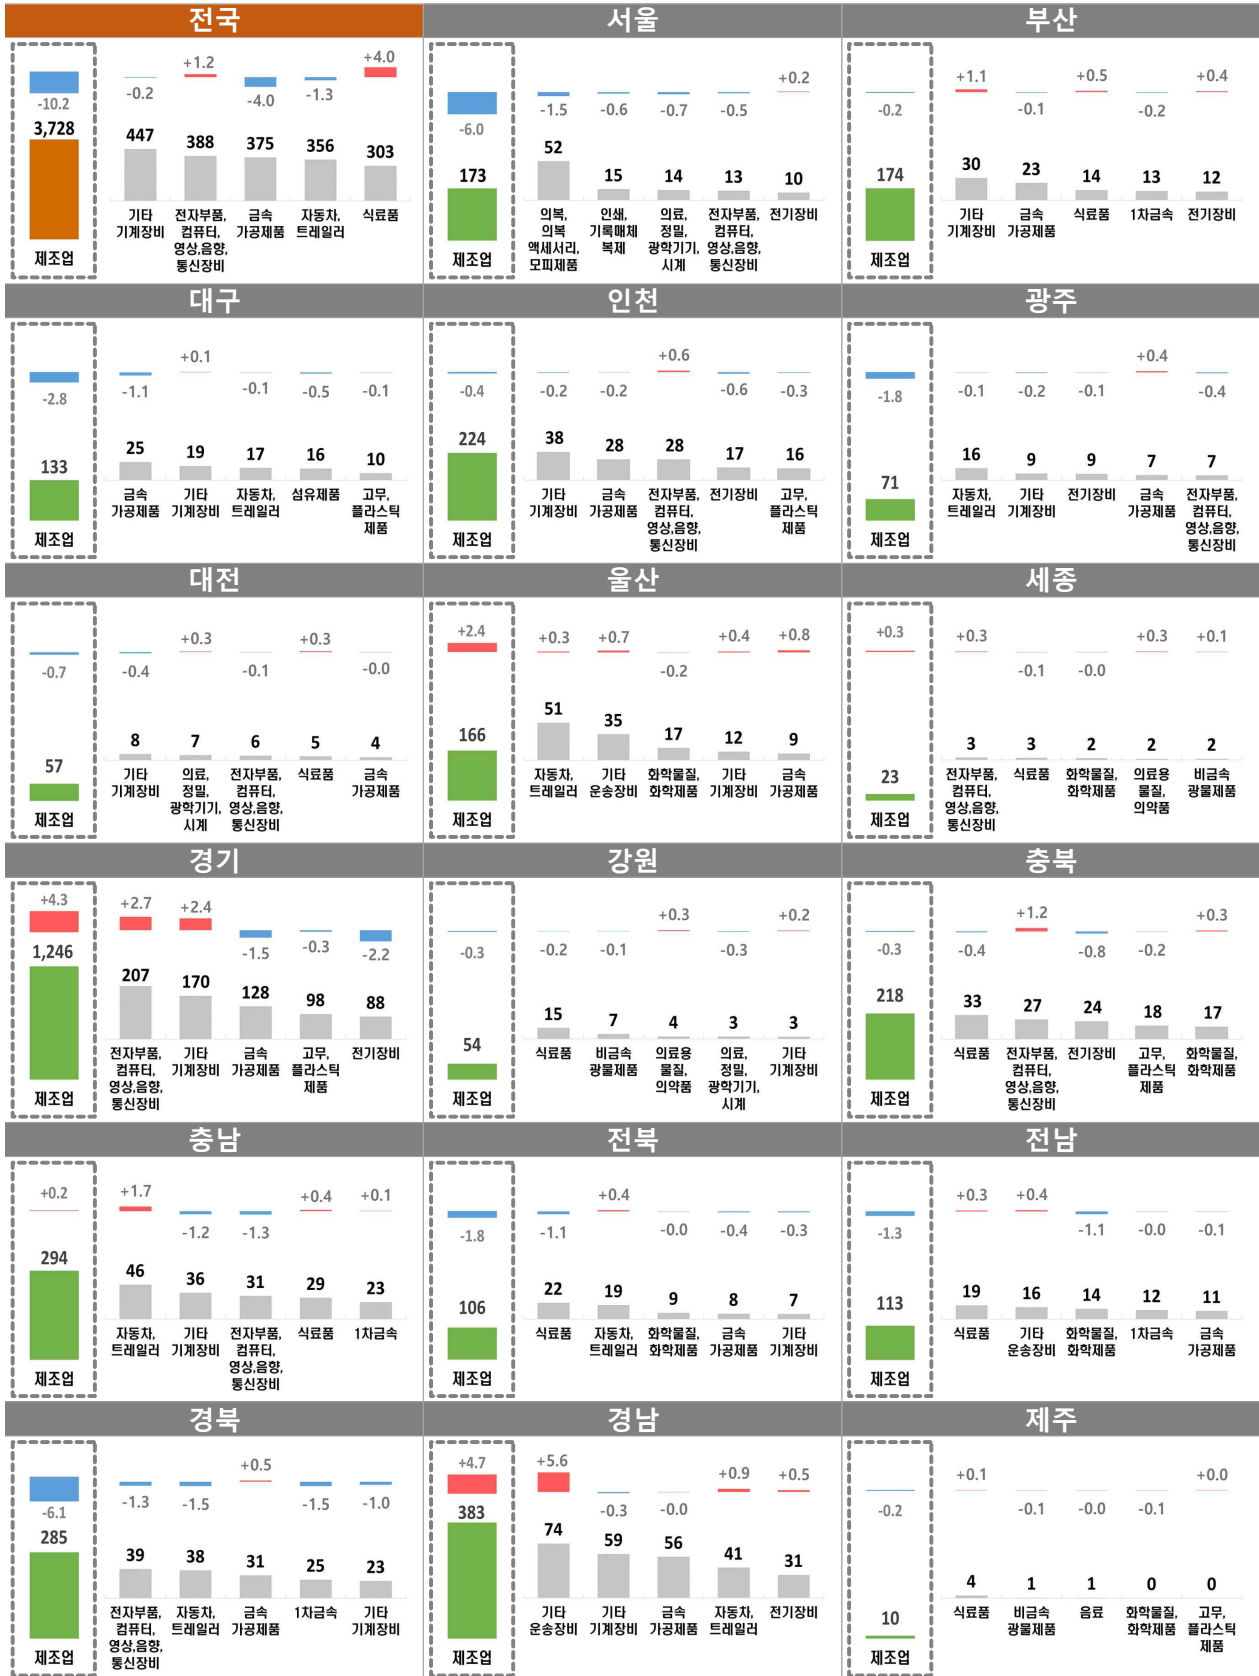 전국
-10.2
3,728
제조업
-0.2
+1.2
-4.0
-1.3
+4.0
447
388
375
356
303
기타
기계장비
전자부품,
컴퓨터,
영상,음향,
통신장비
금속
가공제품
자동차,
트레일러
식료품
서울
-6.0
173
제조업
-1.5
-0.6
-0.7
-0.5
+0.2
52
15
14
13
10
의복,
의복
액세서리,
모피제품
인쇄,
기록매체
복제
의료,
정밀,
광학기기,
시계
전자부품,
컴퓨터,
영상,음향,
통신장비
전기장비
부산
-0.2
174
제조업
+1.1
-0.1
+0.5
-0.2
+0.4
30
23
14
13
12
기타
기계장비
금속
가공제품
식료품
1차금속
전기장비
대구
-2.8
133
제조업
-1.1
+0.1
-0.1
-0.5
-0.1
25
19
17
16
10
금속
가공제품
기타
기계장비
자동차,
트레일러
섬유제품
고무,
플라스틱
제품
인천
-0.4
224
제조업
-0.2
-0.2
+0.6
-0.6
-0.3
38
28
28
17
16
기타
기계장비
금속
가공제품
전자부품,
컴퓨터,
영상,음향,
통신장비
전기장비
고무,
플라스틱
제품
광주
-1.8
71
제조업
-0.1
-0.2
-0.1
+0.4
-0.4
16
9
9
7
7
자동차,
트레일러
기타
기계장비
전기장비
금속
가공제품
전자부품,
컴퓨터,
영상,음향,
통신장비
대전
-0.7
57
제조업
-0.4
+0.3
-0.1
+0.3
-0.0
8
7
6
5
4
기타
기계장비
의료,
정밀,
광학기기,
시계
전자부품,
컴퓨터,
영상,음향,
통신장비
식료품
금속
가공제품
울산
+2.4
166
제조업
+0.3
+0.7
-0.2
+0.4
+0.8
51
35
17
12
9
자동차,
트레일러
기타
운송장비
화학물질,
화학제품
기타
기계장비
금속
가공제품
세종
+0.3
23
제조업
+0.3
-0.1
-0.0
+0.3
+0.1
3
3
2
2
2
전자부품,
컴퓨터,
영상,음향,
통신장비
식료품
화학물질,
화학제품
의료용
물질,
의약품
비금속
광물제품
경기
+4.3
1,246
제조업
+2.7
+2.4
-1.5
-0.3
-2.2
207
170
128
98
88
전자부품,
컴퓨터,
영상,음향,
통신장비
기타
기계장비
금속
가공제품
고무,
플라스틱
제품
전기장비
강원
-0.3
54
제조업
-0.2
-0.1
+0.3
-0.3
+0.2
15
7
4
3
3
식료품
비금속
광물제품
의료용
물질,
의약품
의료,
정밀,
광학기기,
시계
기타
기계장비
충북
-0.3
218
제조업
-0.4
+1.2
-0.8
-0.2
+0.3
33
27
24
18
17
식료품
전자부품,
컴퓨터,
영상,음향,
통신장비
전기장비
고무,
플라스틱
제품
화학물질,
화학제품
충남
+0.2
294
제조업
+1.7
-1.2
-1.3
+0.4
+0.1
46
36
31
29
23
자동차,
트레일러
기타
기계장비
전자부품,
컴퓨터,
영상,음향,
통신장비
식료품
1차금속
전북
-1.8
106
제조업
-1.1
+0.4
-0.0
-0.4
-0.3
22
19
9
8
7
식료품
자동차,
트레일러
화학물질,
화학제품
금속
가공제품
기타
기계장비
전남
-1.3
113
제조업
+0.3
+0.4
-1.1
-0.0
-0.1
19
16
14
12
11
식료품
기타
운송장비
화학물질,
화학제품
1차금속
금속
가공제품
경북
-6.1
285
제조업
-1.3
-1.5
+0.5
-1.5
-1.0
39
38
31
25
23
전자부품,
컴퓨터,
영상,음향,
통신장비
자동차,
트레일러
금속
가공제품
1차금속
기타
기계장비
경남
+4.7
383
제조업
+5.6
-0.3
-0.0
+0.9
+0.5
74
59
56
41
31
기타
운송장비
기타
기계장비
금속
가공제품
자동차,
트레일러
전기장비
제주
-0.2
10
제조업
+0.1
-0.1
-0.0
-0.1
+0.0
4
1
1
0
0
식료품
비금속
광물제품
음료
화학물질,
화학제품
고무,
플라스틱
제품